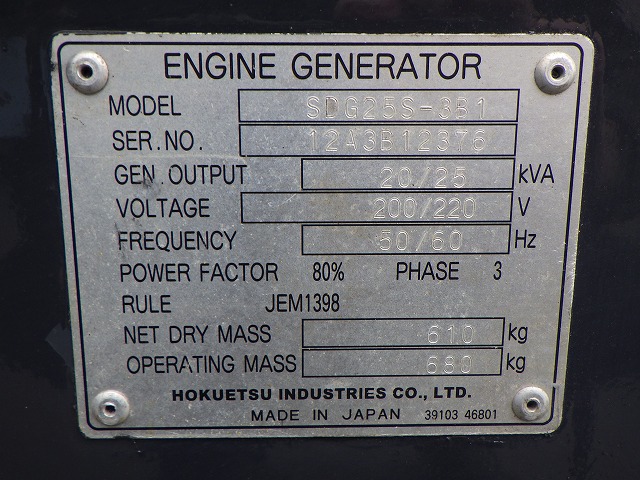 ENGINE GENERATOR
MODEL SDG25S-3B1
SER.NO. 12A3B12376
GEN.OUTPUT 20/25 kVA
VOLTAGE 200/220 V
FREQUENCY 50/60 Hz
POWER FACTOR 80% PHASE 3
RULE JEM1398
NET DRY MASS 610 kg
OPERATING MASS 680 kg
HOKUETSU INDUSTRIES CO., LTD.
MADE IN JAPAN 39103 46801